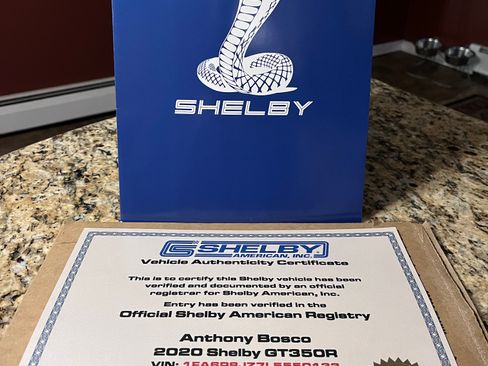 SHELBY
SHELBY
AMERICAN, INC.
Vehicle Authenticity Certificate
This is to certify this Shelby vehicle has been
verified and documented by an official
registrar for Shelby American, Inc.
Entry has been verified in the
Official Shelby American Registry
Anthony Bosco
2020 Shelby GT350R
VIN: